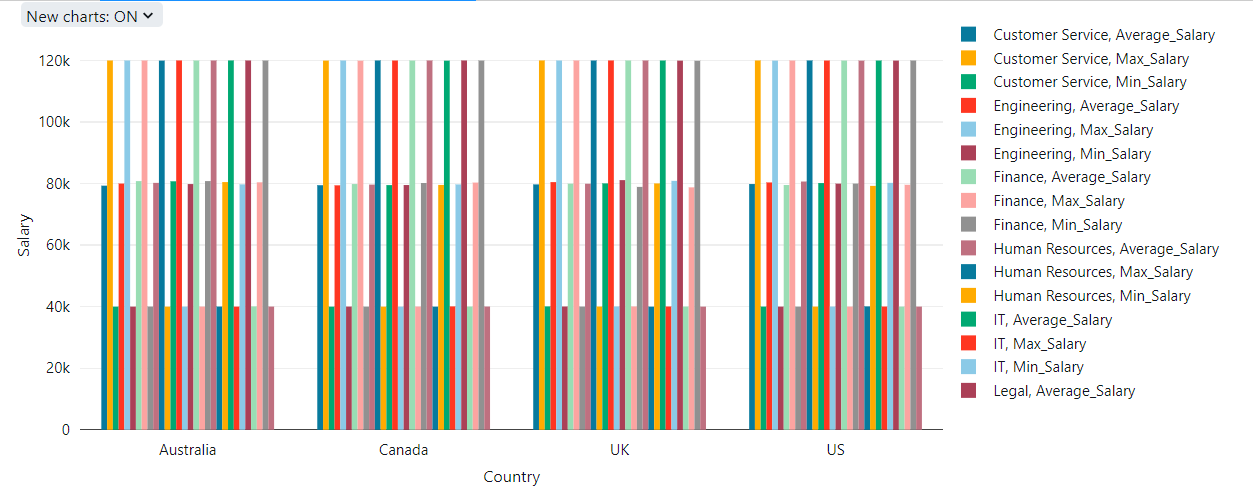 New charts: ON
120k
100k
80k
60k
40k
20k
0
Salary
Australia
Canada
UK
US
Country
Customer Service, Average_Salary
Customer Service, Max_Salary
Customer Service, Min_Salary
Engineering, Average_Salary
Engineering, Max_Salary
Engineering, Min_Salary
Finance, Average_Salary
Finance, Max_Salary
Finance, Min_Salary
Human Resources, Average_Salary
Human Resources, Max_Salary
Human Resources, Min_Salary
IT, Average_Salary
IT, Max_Salary
IT, Min_Salary
Legal, Average_Salary